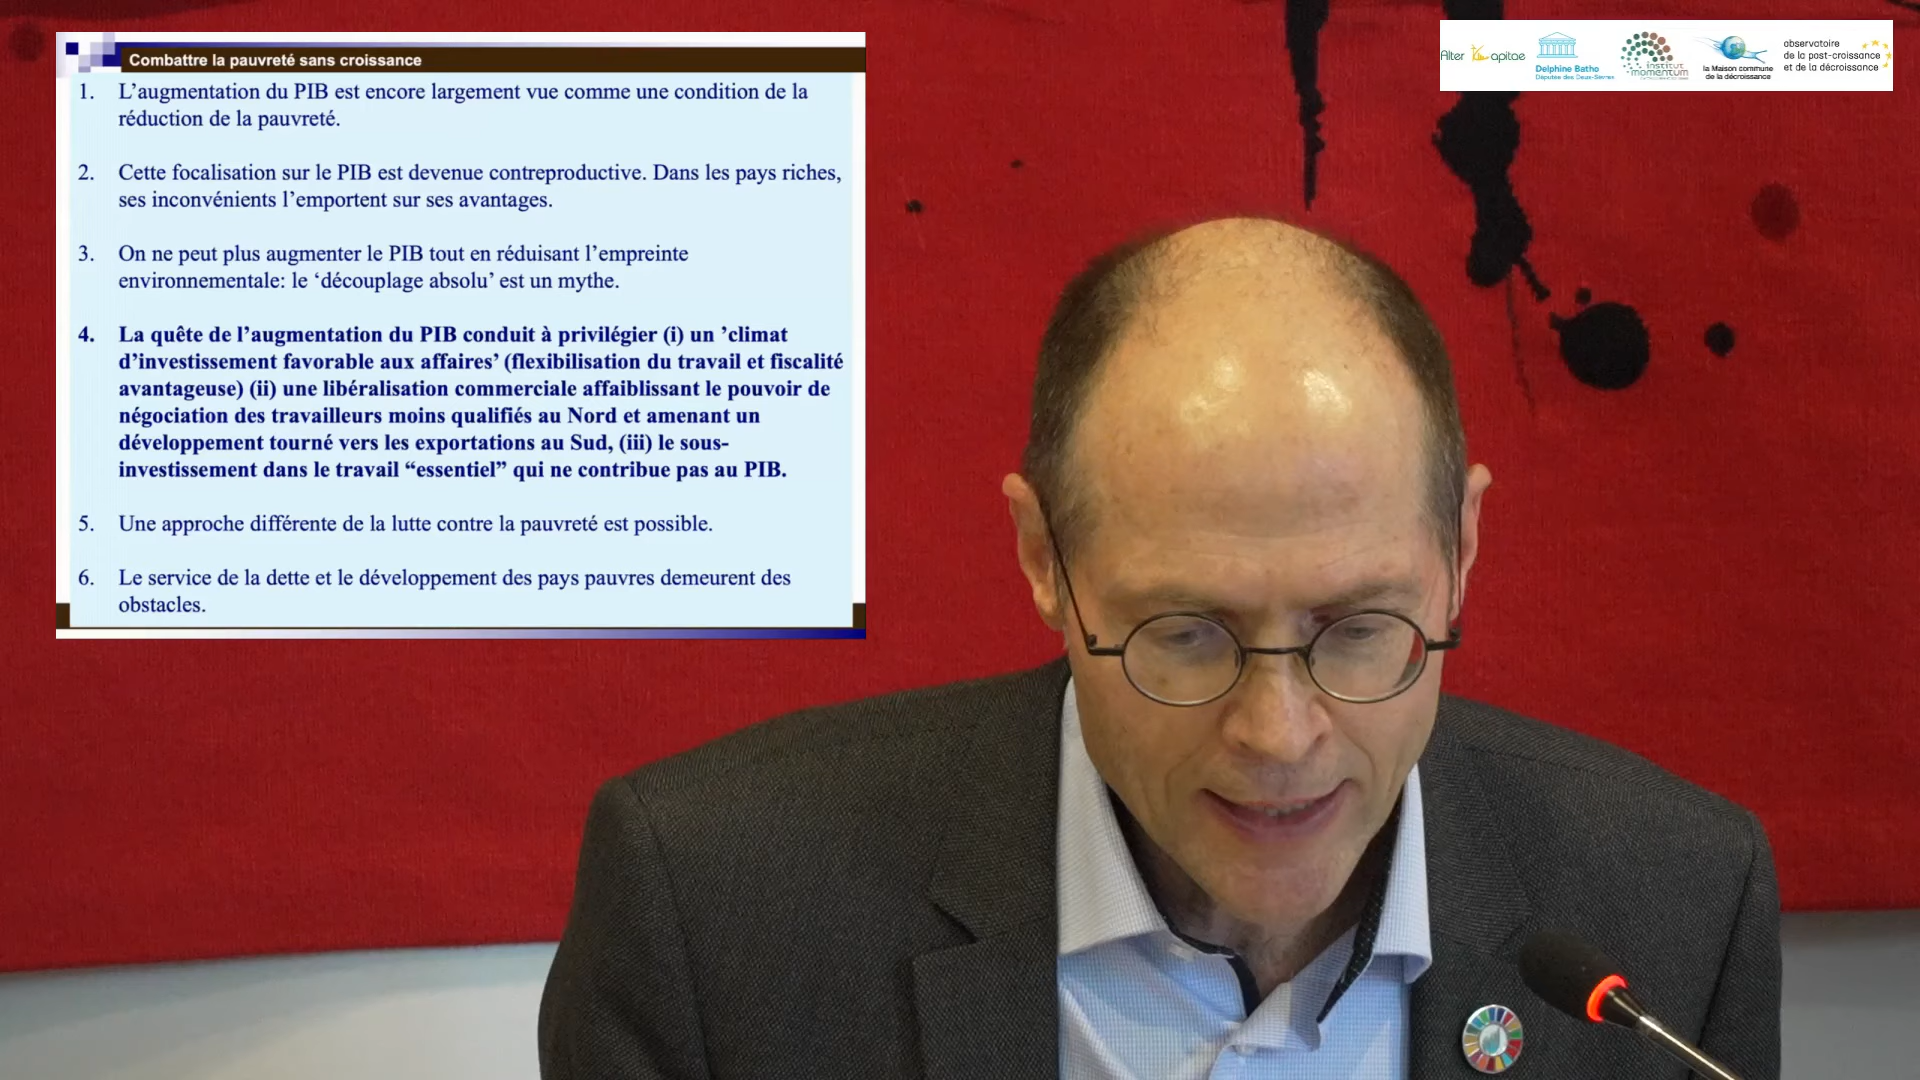 Combattre la pauvreté sans croissance
1. L’augmentation du PIB est encore largement vue comme une condition de la
réduction de la pauvreté.
2. Cette focalisation sur le PIB est devenue contreproductive. Dans les pays riches,
ses inconvénients l’emportent sur ses avantages.
3. On ne peut plus augmenter le PIB tout en réduisant l’empreinte
environnementale: le ‘découplage absolu’ est un mythe.
4. La quête de l’augmentation du PIB conduit à privilégier (i) un ’climat
d’investissement favorable aux affaires’ (flexibilisation du travail et fiscalité
avantageuse) (ii) une libéralisation commerciale affaiblissant le pouvoir de
négociation des travailleurs moins qualifiés au Nord et amenant un
développement tourné vers les exportations au Sud, (iii) le sous-
investissement dans le travail “essentiel” qui ne contribue pas au PIB.
5. Une approche différente de la lutte contre la pauvreté est possible.
6. Le service de la dette et le développement des pays pauvres demeurent des
obstacles.
Alter Kapitae
Delphine Batho
Députée des Deux-Sèvres
institut
momentum
la Maison commune
de la décroissance
observatoire
de la post-croissance
et de la décroissance